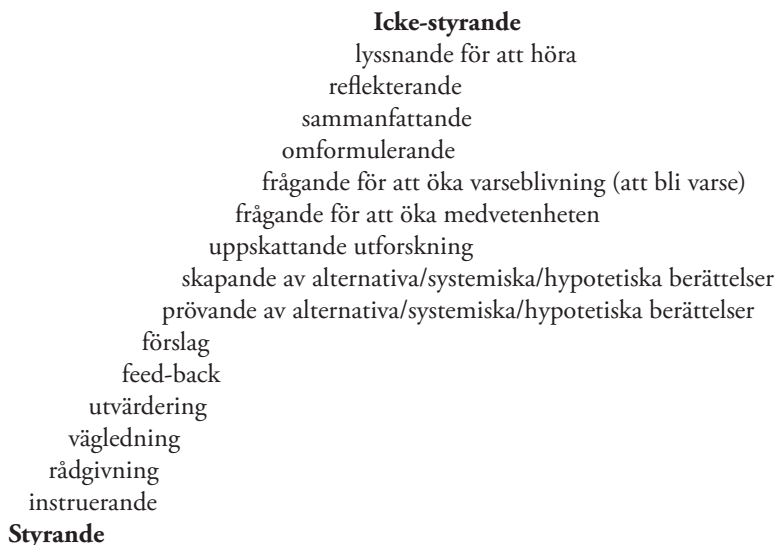 Icke-styrande
lyssnande för att höra
reflekterande
sammanfattande
omformulerande
frågande för att öka varseblivning (att bli varse)
frågande för att öka medvetenheten
uppskattande utforskning
skapande av alternativa/systemiska/hypotetiska berättelser
prövande av alternativa/systemiska/hypotetiska berättelser
förslag
feed-back
utvärdering
vägledning
rådgivning
instruerande
Styrande